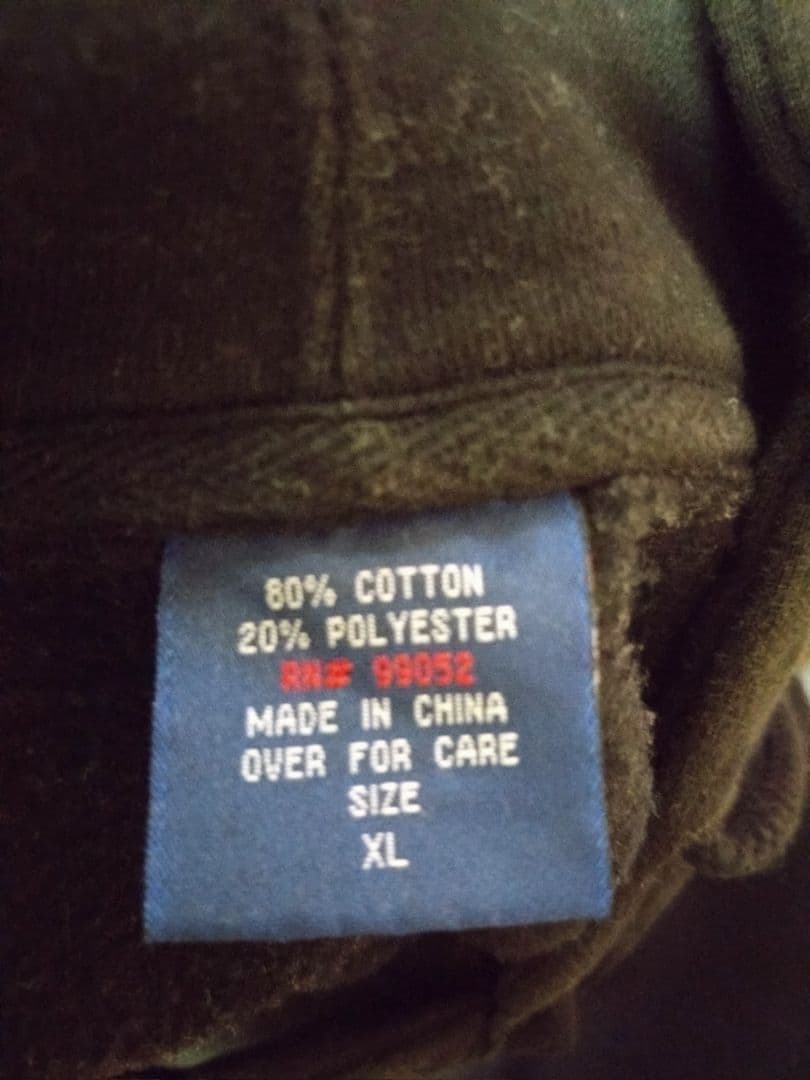 80% COTTON
20% POLYESTER
RN# 99052
MADE IN CHINA
OVER FOR CARE
SIZE
XL